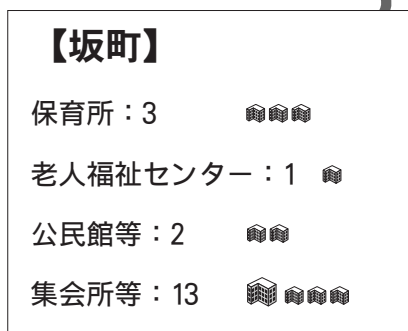 【坂町】
保育所：3
老人福祉センター：1
公民館等：2
集会所等：13